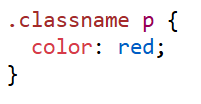 .classname p {
  color: red;
}